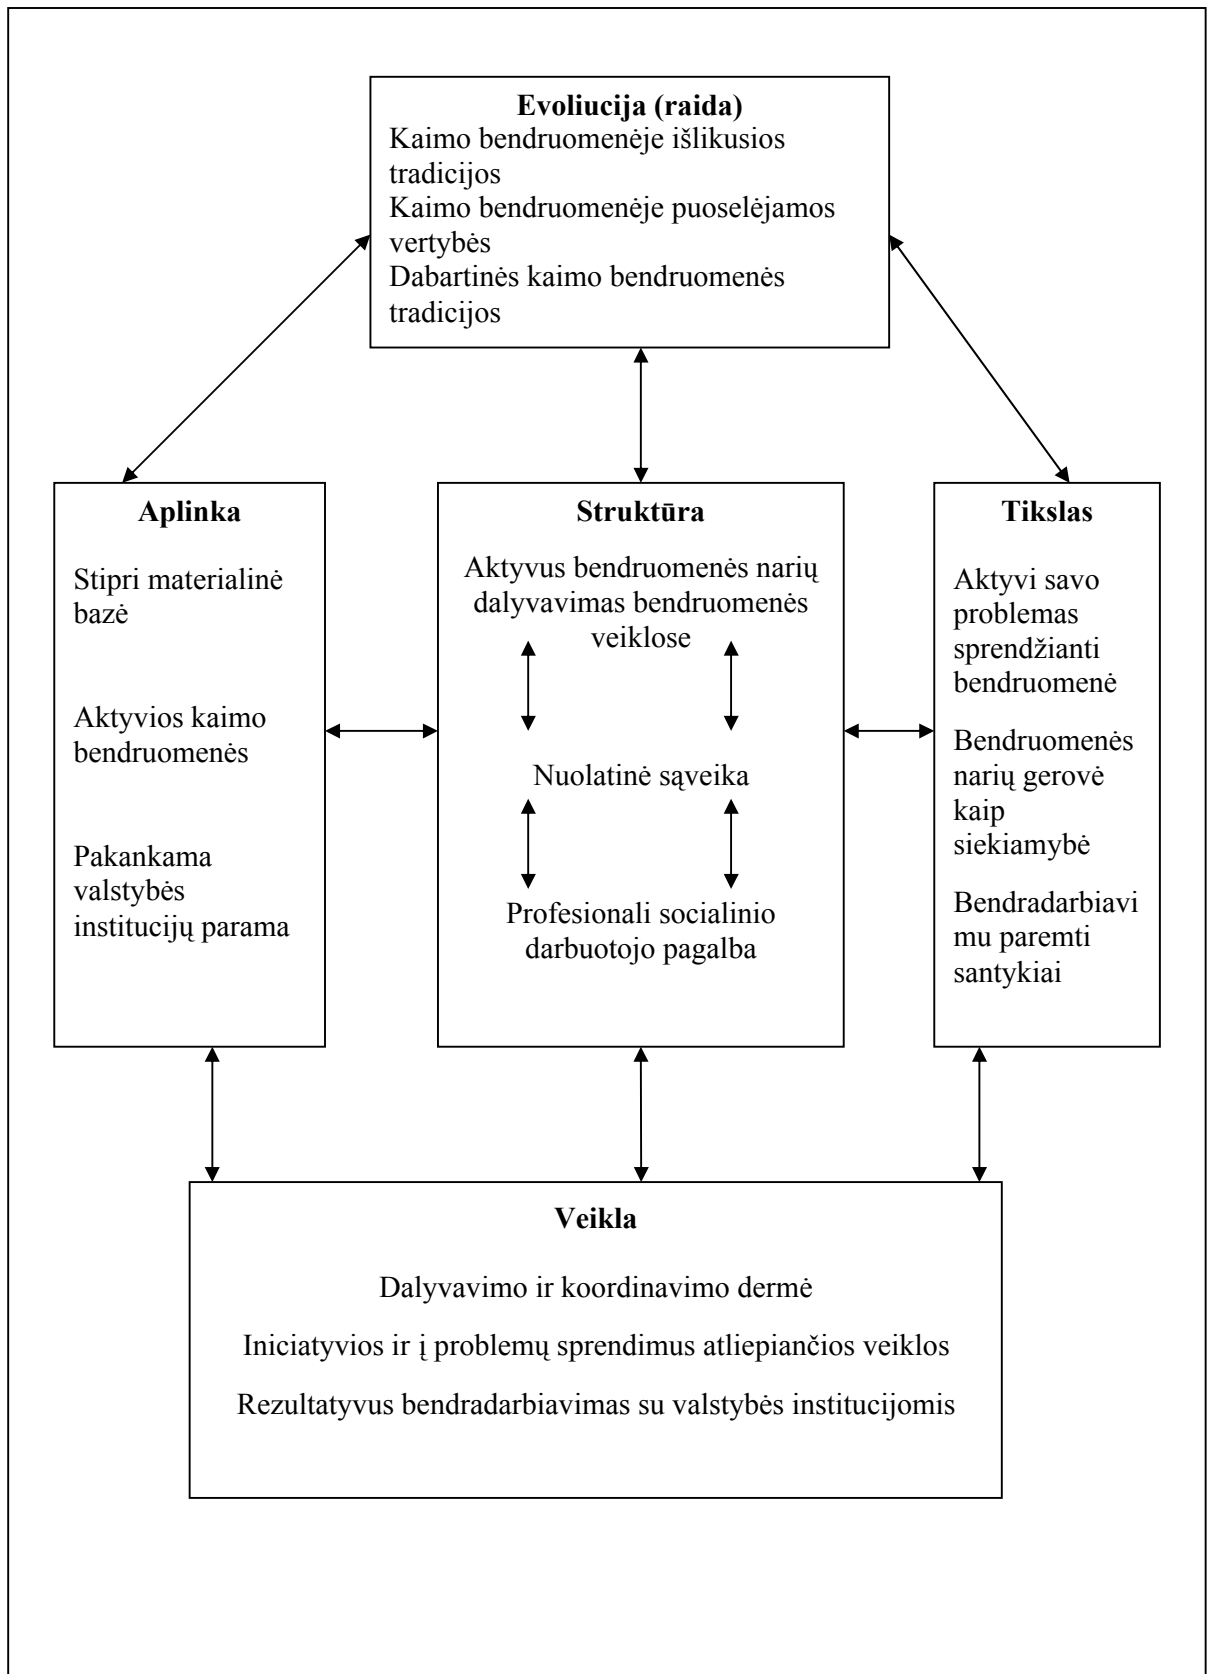 Evoliucija (raida)
Kaimo bendruomenėje išlikusios
tradicijos
Kaimo bendruomenėje puoselėjamos
vertybės
Dabartinės kaimo bendruomenės
tradicijos
Aplinka
Stipri materialinė
bazė
Aktyvios kaimo
bendruomenės
Pakankama
valstybės
institucijų parama
Struktūra
Aktyvus bendruomenės narių
dalyvavimas bendruomenės
veiklose
Nuolatinė sąveika
Profesionali socialinio
darbuotojo pagalba
Tikslas
Aktyvi savo
problemas
sprendžianti
bendruomenė
Bendruomenės
narių gerovė
kaip
siekiamybė
Bendradarbiavi
mu paremti
santykiai
Veikla
Dalyvavimo ir koordinavimo dermė
Iniciatyvios ir į problemų sprendimus atliepiančios veiklos
Rezultatyvus bendradarbiavimas su valstybės institucijomis